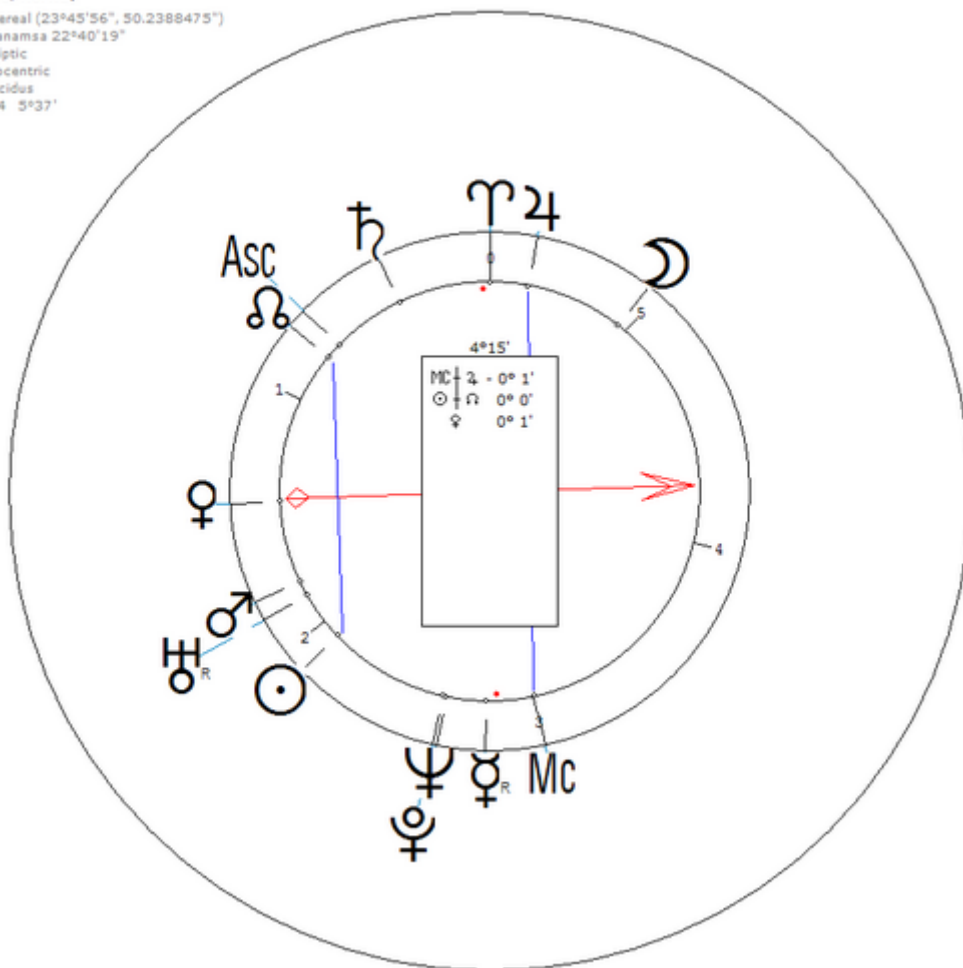 ereal (23°45'56", 50.2388475")
anamsa 22°40'19"
iptic
ocentric
cidus
4 5°37'
♄ ♈ ♃
Asc ☽
☊ 0
5
4°15'
MC ♃ - 0° 1'
1 ☉ ☊ 0° 0'
♀ 0° 1'
♀
4
♂
2
♅ R
☉
3
♆ ☿ R Mc
♇